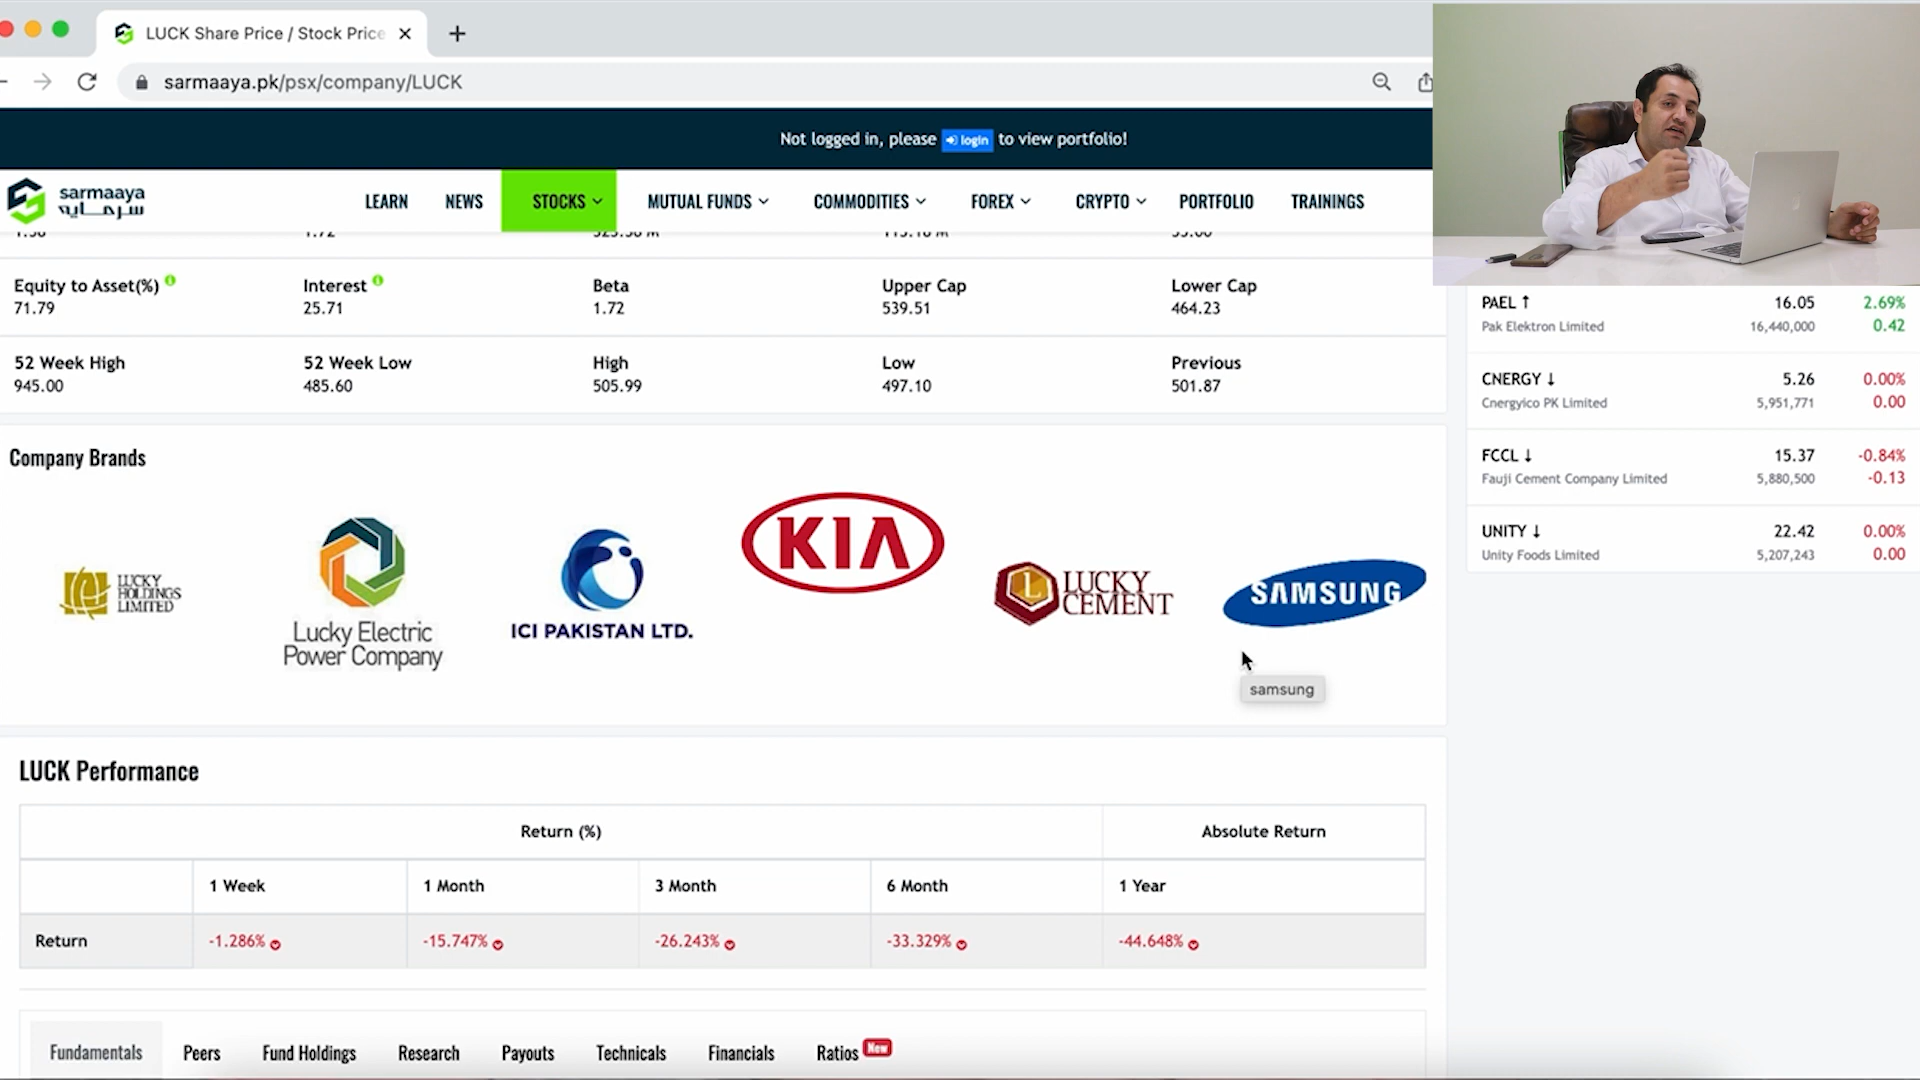 LUCK Share Price / Stock Price
sarmaaya.pk/psx/company/LUCK
Not logged in, please login to view portfolio!
sarmaaya
سرمایہ
LEARN NEWS STOCKS MUTUAL FUNDS COMMODITIES FOREX CRYPTO PORTFOLIO TRAININGS
Equity to Asset(%) Interest Beta Upper Cap Lower Cap
71.79 25.71 1.72 539.51 464.23
52 Week High 52 Week Low High Low Previous
945.00 485.60 505.99 497.10 501.87
PAEL ↑ 16.05 2.69%
Pak Elektron Limited 16,440,000 0.42
CNERGY ↓ 5.26 0.00%
Cnergyico PK Limited 5,951,771 0.00
FCCL ↓ 15.37 -0.84%
Fauji Cement Company Limited 5,880,500 -0.13
UNITY ↓ 22.42 0.00%
Unity Foods Limited 5,207,243 0.00
Company Brands
LUCKY
HOLDINGS
LIMITED
Lucky Electric
Power Company
ICI PAKISTAN LTD.
KIA
L
LUCKY
CEMENT
SAMSUNG
samsung
LUCK Performance
Return (%) Absolute Return
1 Week 1 Month 3 Month 6 Month 1 Year
Return -1.286% -15.747% -26.243% -33.329% -44.648%
Fundamentals Peers Fund Holdings Research Payouts Technicals Financials Ratios New